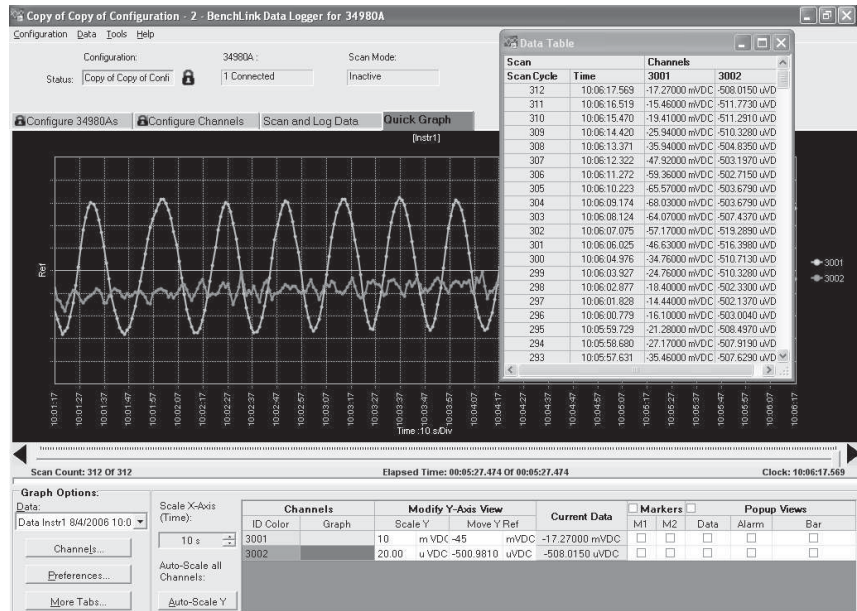 Copy of Copy of Configuration - 2 - BenchLink Data Logger for 34980A
Configuration Data Tools Help
Configuration: 34980A : Scan Mode:
Status: Copy of Copy of Confi 1 Connected Inactive
Configure 34980As Configure Channels Scan and Log Data Quick Graph
[Instr1]
Data Table
Scan Channels
Scan Cycle Time 3001 3002
312 10:06:17.569 -17.27000 mVDC -508.0150 uVD
311 10:06:16.519 -15.46000 mVDC -511.7730 uVD
310 10:06:15.470 -19.41000 mVDC -511.2910 uVD
309 10:06:14.420 -25.94000 mVDC -510.3280 uVD
308 10:06:13.371 -35.94000 mVDC -504.8350 uVD
307 10:06:12.322 -47.92000 mVDC -503.1970 uVD
306 10:06:11.272 -59.36000 mVDC -502.7150 uVD
305 10:06:10.223 -65.57000 mVDC -503.6790 uVD
304 10:06:09.174 -68.03000 mVDC -503.6790 uVD
303 10:06:08.124 -64.07000 mVDC -507.4370 uVD
302 10:06:07.075 -57.17000 mVDC -519.2890 uVD
301 10:06:06.025 -46.63000 mVDC -516.3980 uVD
300 10:06:04.976 -34.76000 mVDC -510.7130 uVD
299 10:06:03.927 -24.76000 mVDC -510.3280 uVD
298 10:06:02.877 -18.40000 mVDC -502.3300 uVD
297 10:06:01.828 -14.44000 mVDC -502.1370 uVD
296 10:06:00.779 -16.10000 mVDC -503.0040 uVD
295 10:05:59.729 -21.28000 mVDC -508.4970 uVD
294 10:05:58.680 -27.17000 mVDC -507.9190 uVD
293 10:05:57.631 -35.46000 mVDC -507.6290 uVD
Ref
3001
3002
10:01:17 10:01:27 10:01:37 10:01:47 10:01:57 10:02:07 10:02:17 10:02:27 10:02:37 10:02:47 10:02:57 10:03:07 10:03:17 10:03:27 10:03:37 10:03:47 10:03:57 10:04:07 10:04:17 10:04:27 10:04:37 10:04:47 10:04:57 10:05:07 10:05:17 10:05:27 10:05:37 10:05:47 10:05:57 10:06:07 10:06:17
Time :10 s/Div
Scan Count: 312 Of 312 Elapsed Time: 00:05:27.474 Of 00:05:27.474 Clock: 10:06:17.569
Graph Options:
Data:
Data Instr1 8/4/2006 10:0
Channels...
Preferences...
More Tabs...
Scale X-Axis
(Time):
10 s
Auto-Scale all
Channels:
Auto-Scale Y
Channels Modify Y-Axis View Current Data Markers Popup Views
ID Color Graph Scale Y Move Y Ref M1 M2 Data Alarm Bar
3001 10 m VDC -45 mVDC -17.27000 mVDC
3002 20.00 u VDC -500.9810 uVDC -508.0150 uVDC